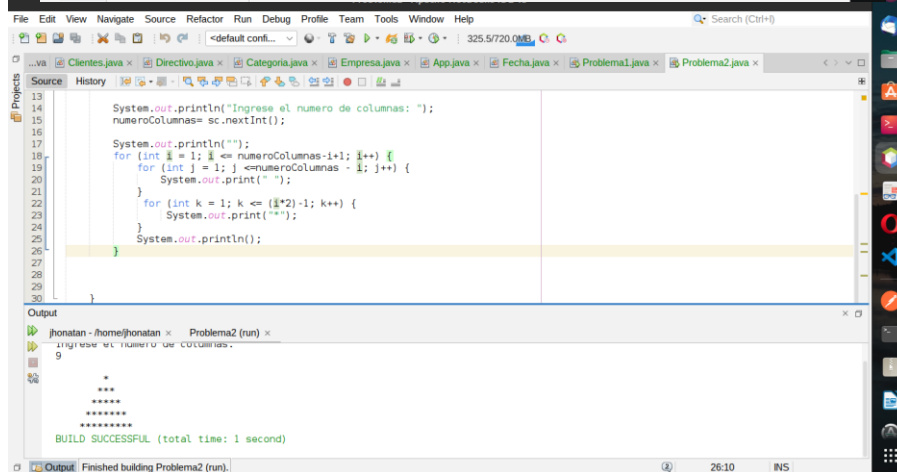 File Edit View Navigate Source Refactor Run Debug Profile Team Tools Window Help Search (Ctrl+I)
<default confi... 325.5/720.0MB
...va Clientes.java × Directivo.java × Categoria.java × Empresa.java × App.java × Fecha.java × Problema1.java × Problema2.java ×
Projects
Source History
13
14 System.out.println("Ingrese el numero de columnas: ");
15 numeroColumnas= sc.nextInt();
16
17 System.out.println("");
18 for (int i = 1; i <= numeroColumnas-i+1; i++) {
19 for (int j = 1; j <=numeroColumnas - i; j++) {
20 System.out.print(" ");
21 }
22 for (int k = 1; k <= (i*2)-1; k++) {
23 System.out.print("*");
24 }
25 System.out.println();
26 }
27
28
29
30 }
Output
jhonatan - /home/jhonatan × Problema2 (run) ×
Ingrese el numero de columnas:
9
*
***
*****
*******
*********
BUILD SUCCESSFUL (total time: 1 second)
Output Finished building Problema2 (run). 26:10 INS